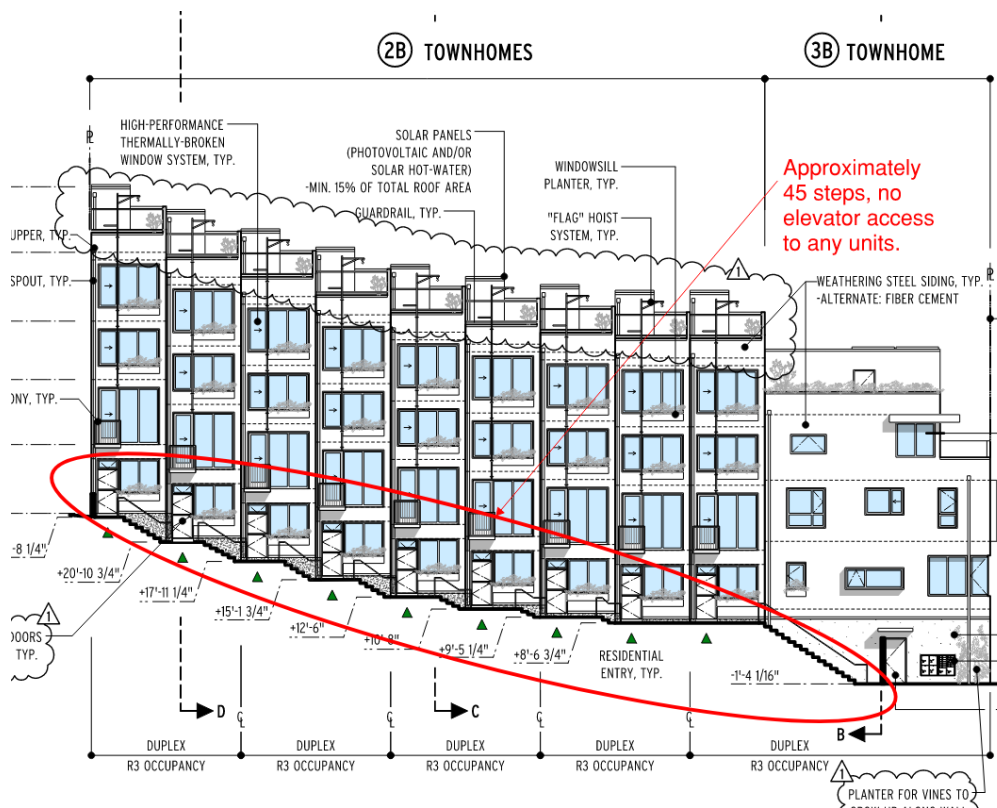 2B TOWNHOMES
3B TOWNHOME
HIGH-PERFORMANCE
THERMALLY-BROKEN
WINDOW SYSTEM, TYP.
SOLAR PANELS
(PHOTOVOLTAIC AND/OR
SOLAR HOT-WATER)
-MIN. 15% OF TOTAL ROOF AREA
GUARDRAIL, TYP.
WINDOWSILL
PLANTER, TYP.
"FLAG" HOIST
SYSTEM, TYP.
Approximately
45 steps, no
elevator access
to any units.
1
WEATHERING STEEL SIDING, TYP.
-ALTERNATE: FIBER CEMENT
UPPER, TYP.
SPOUT, TYP.
ONY, TYP.
-8 1/4"
+20'-10 3/4"
+17'-11 1/4"
+15'-1 3/4"
+12'-6"
+10'-8"
+9'-5 1/4"
+8'-6 3/4"
-1'-4 1/16"
RESIDENTIAL
ENTRY, TYP.
1
DOORS
TYP.
D
C
B
DUPLEX
R3 OCCUPANCY
DUPLEX
R3 OCCUPANCY
DUPLEX
R3 OCCUPANCY
DUPLEX
R3 OCCUPANCY
DUPLEX
R3 OCCUPANCY
1
PLANTER FOR VINES TO